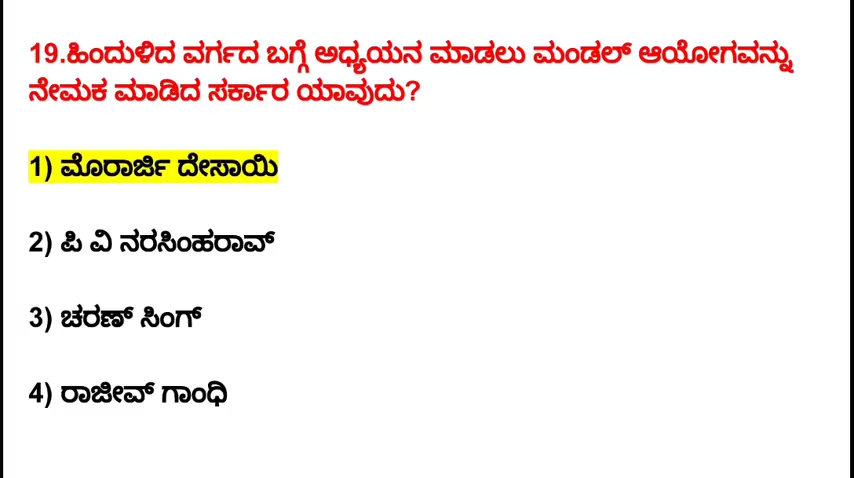 19.ಹಿಂದುಳಿದ ವರ್ಗದ ಬಗ್ಗೆ ಅಧ್ಯಯನ ಮಾಡಲು ಮಂಡಲ್ ಆಯೋಗವನ್ನು
ನೇಮಕ ಮಾಡಿದ ಸರ್ಕಾರ ಯಾವುದು?
1) ಮೊರಾರ್ಜಿ ದೇಸಾಯಿ
2) ಪಿ ವಿ ನರಸಿಂಹರಾವ್
3) ಚರಣ್ ಸಿಂಗ್
4) ರಾಜೀವ್ ಗಾಂಧಿ